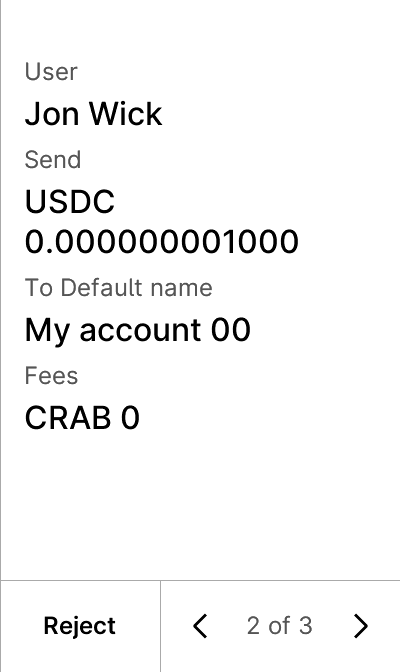 User
Jon Wick
Send
USDC
0.000000001000
To Default name
My account 00
Fees
CRAB 0
Reject
2 of 3